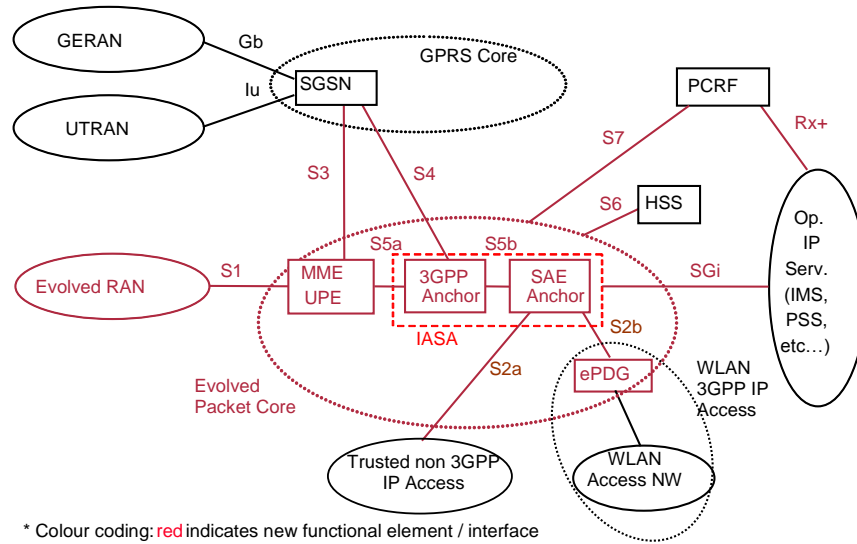 GERAN
Gb
GPRS Core
SGSN
PCRF
Iu
UTRAN
Rx+
S7
S3
S4
S6
HSS
Op.
IP
Serv.
(IMS,
PSS,
etc…)
S5a
S5b
S1
MME
UPE
3GPP
Anchor
SAE
Anchor
SGi
Evolved RAN
IASA
S2b
S2a
ePDG
WLAN
3GPP IP
Access
Evolved
Packet Core
Trusted non 3GPP
IP Access
WLAN
Access NW
* Colour coding: red indicates new functional element / interface